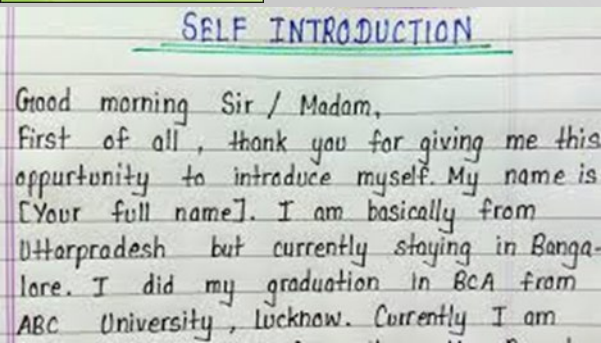 SELF INTRODUCTION
Good morning Sir / Madam,
First of all, thank you for giving me this
oppurtunity to introduce myself. My name is
[Your full name]. I am basically from
Uttarpradesh but currently staying in Banga-
lore. I did my graduation in BCA from
ABC University, Lucknow. Currently I am